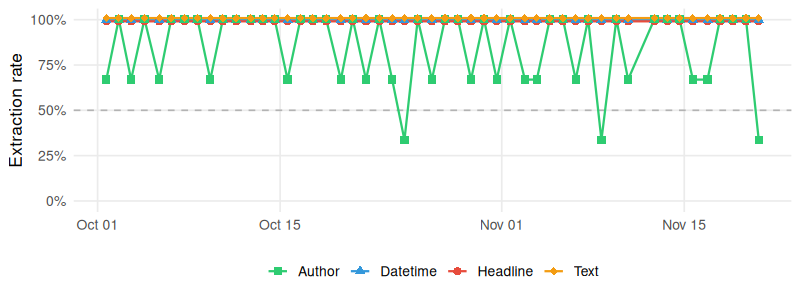 Extraction rate
100%
75%
50%
25%
0%
Oct 01 Oct 15 Nov 01 Nov 15
Author Datetime Headline Text